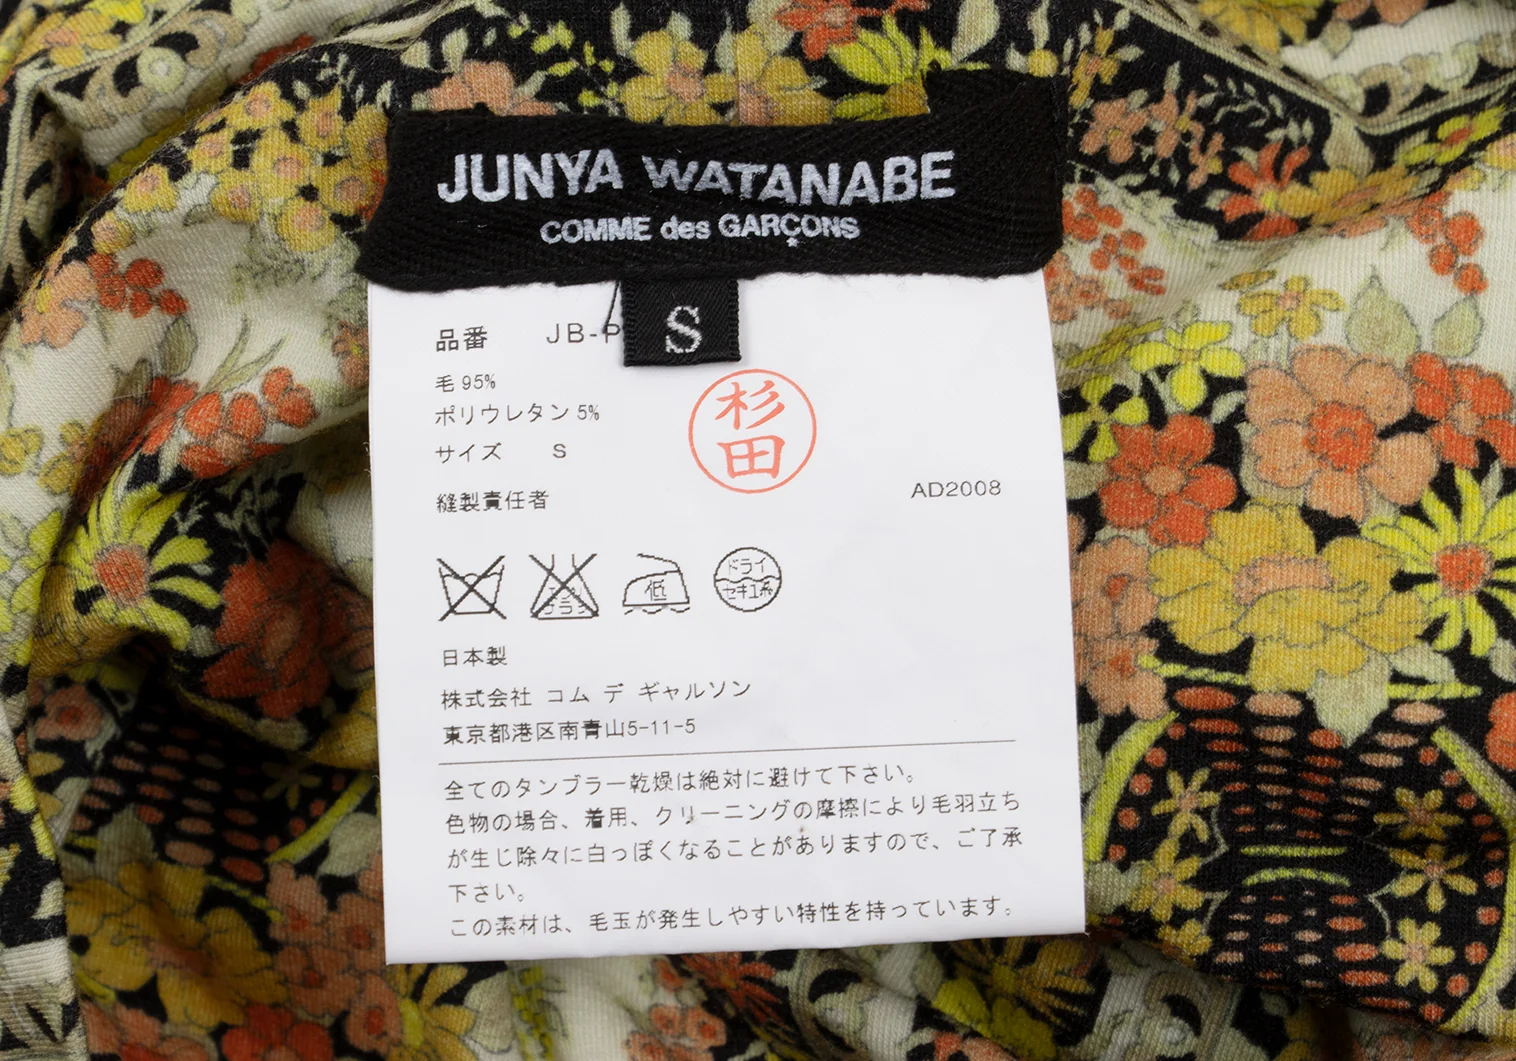 JUNYA WATANABE
COMME des GARÇONS
S
品番 JB-P
毛 95%
ポリウレタン 5%
サイズ S
杉田
縫製責任者
AD2008
低
ドライ
セキユ系
日本製
株式会社 コム デ ギャルソン
東京都港区南青山5-11-5
全てのタンブラー乾燥は絶対に避けて下さい。
色物の場合、着用、クリーニングの摩擦により毛羽立ち
が生じ除々に白っぽくなることがありますので、ご了承
下さい。
この素材は、毛玉が発生しやすい特性を持っています。